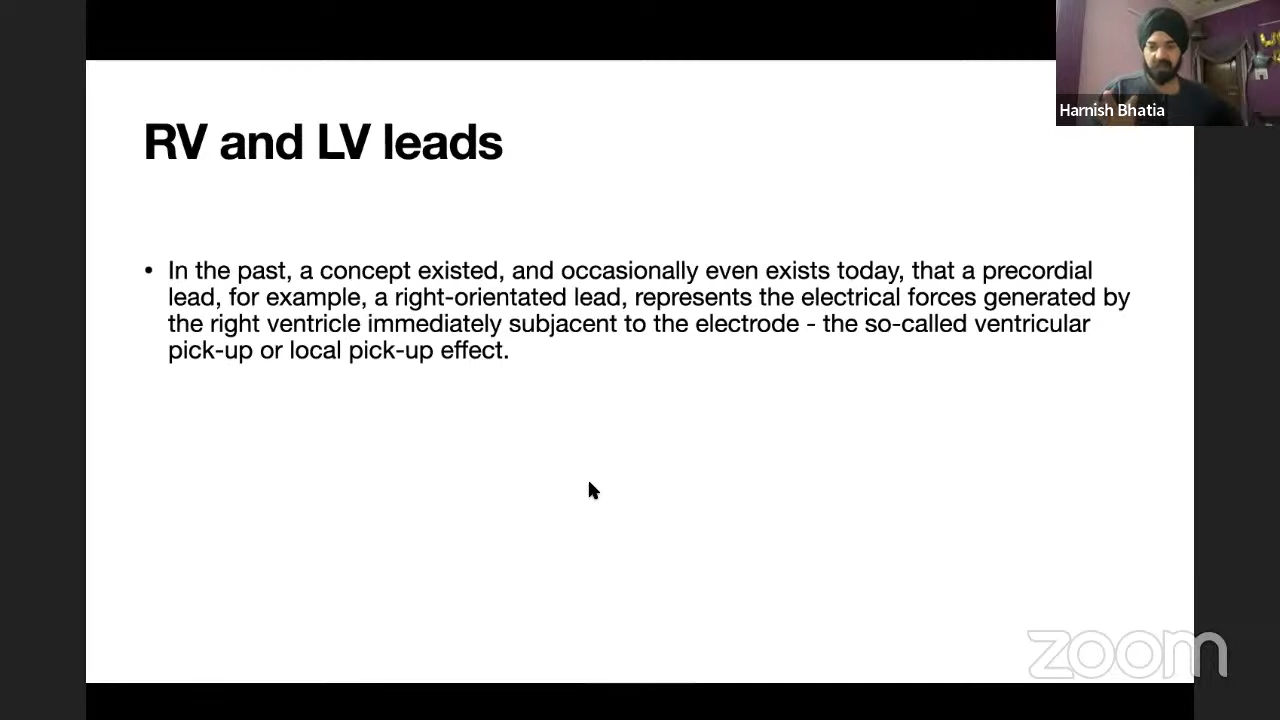 Harnish Bhatia
RV and LV leads
• In the past, a concept existed, and occasionally even exists today, that a precordial
lead, for example, a right-orientated lead, represents the electrical forces generated by
the right ventricle immediately subjacent to the electrode - the so-called ventricular
pick-up or local pick-up effect.
zoom